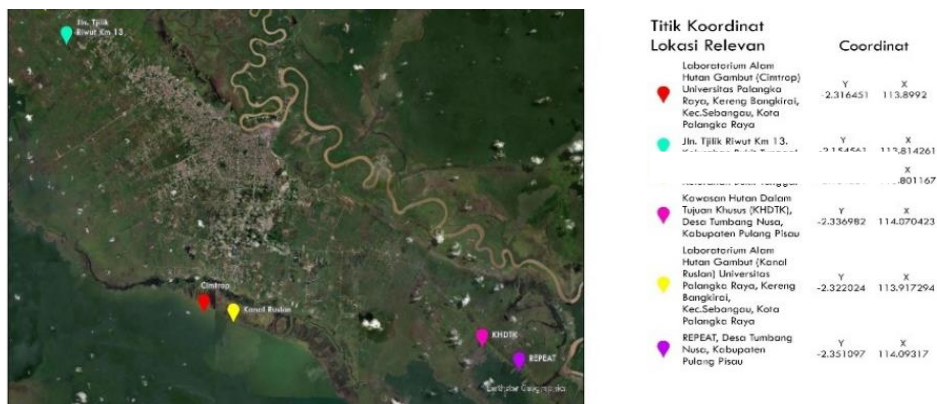 Jln. Tjilik
Riwut Km 13
Cimtrop
Kanal Ruslan
KHDTK
REPEAT
Earthstar Geographics
Titik Koordinat
Lokasi Relevan
Coordinat
Laboratorium Alam
Hutan Gambut (Cimtrop)
Universitas Palangka
Raya, Kereng Bangkirai,
Kec.Sebangau, Kota
Palangka Raya
Y X
-2.316451 113.8992
Jln. Tjilik Riwut Km 13,
Y X
-2.154561 113.814261
X
Kawasan Hutan Dalam
Tujuan Khusus (KHDTK),
Desa Tumbang Nusa,
Kabupaten Pulang Pisau
Y X
-2.336982 114.070423
Laboratorium Alam
Hutan Gambut (Kanal
Ruslan) Universitas
Palangka Raya, Kereng
Bangkirai,
Kec.Sebangau, Kota
Palangka Raya
Y X
-2.322024 113.917294
REPEAT, Desa Tumbang
Nusa, Kabupaten
Pulang Pisau
Y X
-2.351097 114.09317